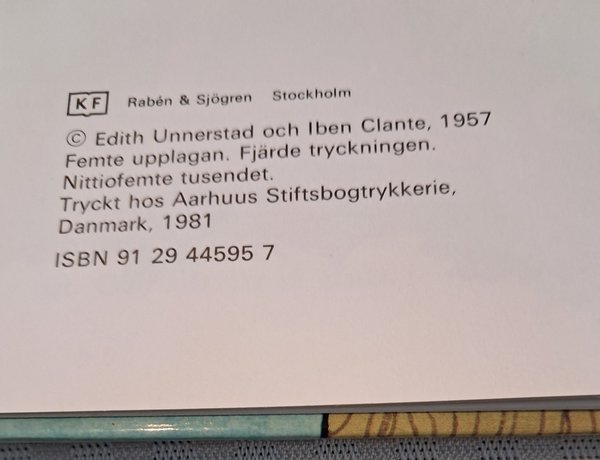 KF Rabén & Sjögren Stockholm
© Edith Unnerstad och Iben Clante, 1957
Femte upplagan. Fjärde tryckningen.
Nittiofemte tusendet.
Tryckt hos Aarhuus Stiftsbogtrykkerie,
Danmark, 1981
ISBN 91 29 44595 7